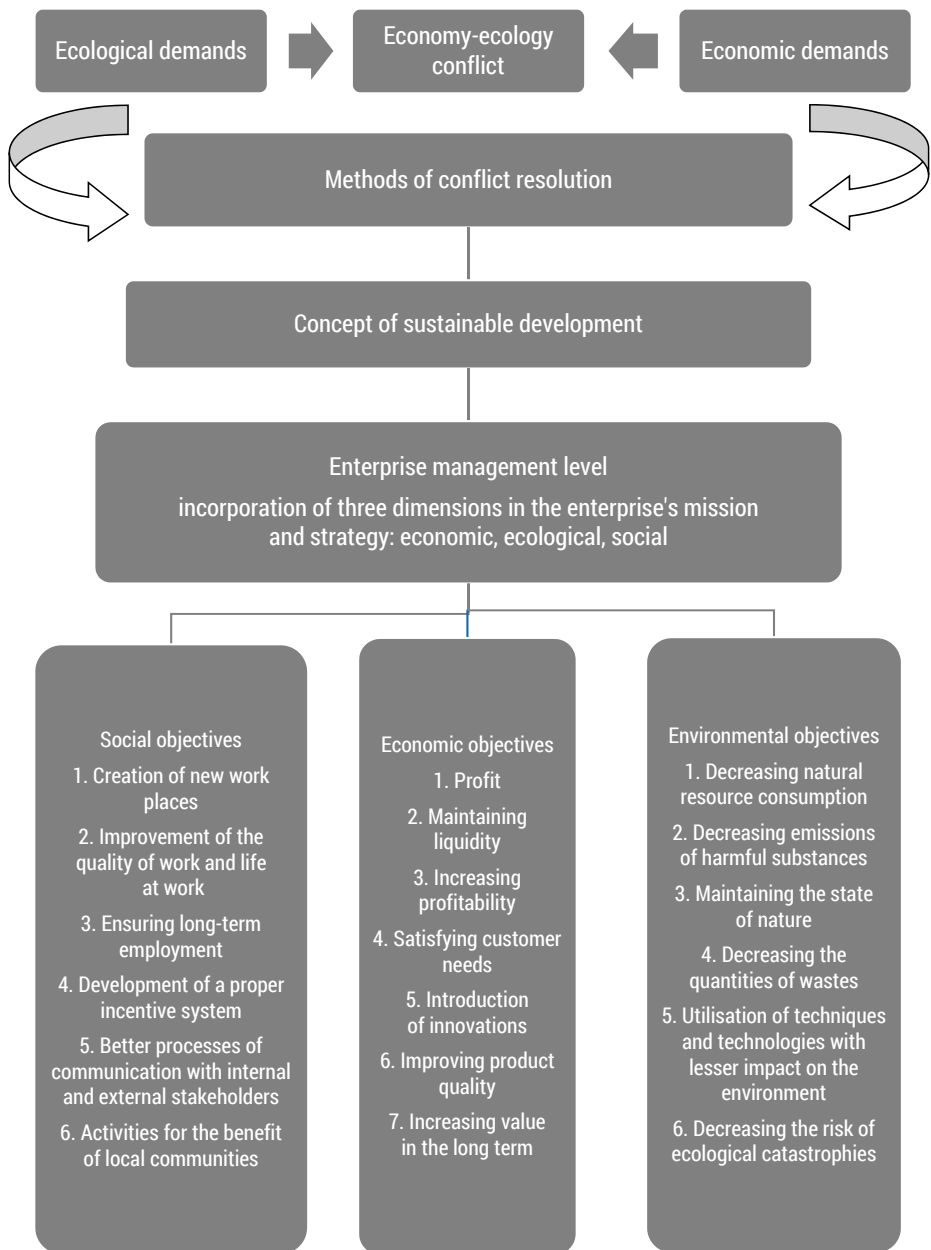 Ecological demands
Economy-ecology
conflict
Economic demands
Methods of conflict resolution
Concept of sustainable development
Enterprise management level
incorporation of three dimensions in the enterprise's mission
and strategy: economic, ecological, social
Social objectives
1. Creation of new work
places
2. Improvement of the
quality of work and life
at work
3. Ensuring long-term
employment
4. Development of a proper
incentive system
5. Better processes of
communication with internal
and external stakeholders
6. Activities for the benefit
of local communities
Economic objectives
1. Profit
2. Maintaining
liquidity
3. Increasing
profitability
4. Satisfying customer
needs
5. Introduction
of innovations
6. Improving product
quality
7. Increasing value
in the long term
Environmental objectives
1. Decreasing natural
resource consumption
2. Decreasing emissions
of harmful substances
3. Maintaining the state
of nature
4. Decreasing the
quantities of wastes
5. Utilisation of techniques
and technologies with
lesser impact on the
environment
6. Decreasing the risk of
ecological catastrophies